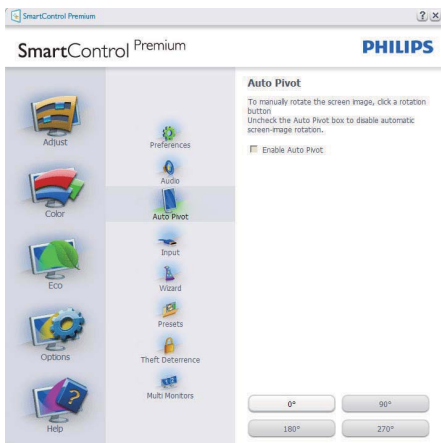 SmartControl Premium
SmartControl Premium
PHILIPS
Adjust
Color
Eco
Options
Help
Preferences
Audio
Auto Pivot
Input
Wizard
Presets
Theft Deterrence
Multi Monitors
Auto Pivot
To manually rotate the screen image, click a rotation
button
Uncheck the Auto Pivot box to disable automatic
screen-image rotation.
Enable Auto Pivot
0°
90°
180°
270°